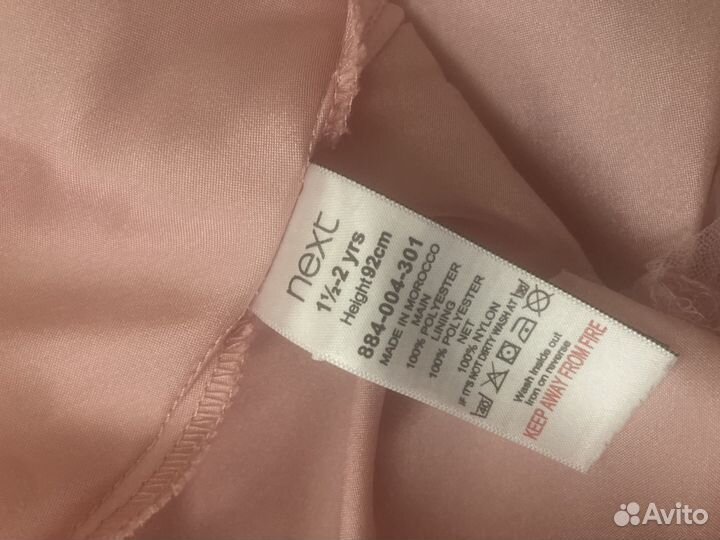 next
1½-2 yrs
Height 92cm
884-004-301
MADE IN MOROCCO
MAIN
100% POLYESTER
LINING
100% POLYESTER
NET
100% NYLON
IF IT'S NOT DIRTY WASH AT 30
40
Wash inside out
Iron on reverse
KEEP AWAY FROM FIRE
Avito